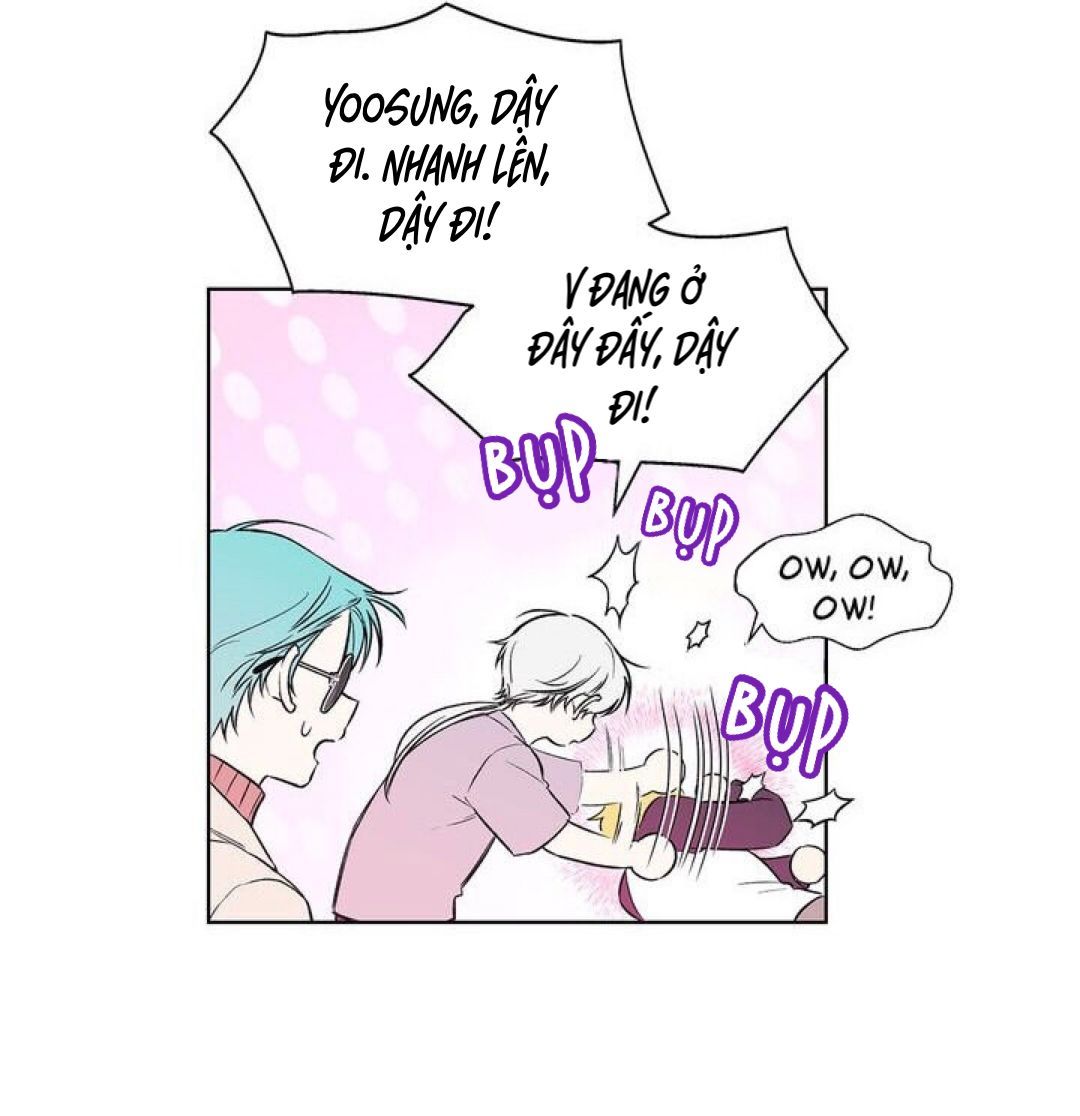 YOOSUNG, DẬY
ĐI. NHANH LÊN,
DẬY ĐI!
V ĐANG Ở
ĐÂY ĐẤY, DẬY
ĐI!
BỤP
BỤP
OW, OW,
OW!
BỤP